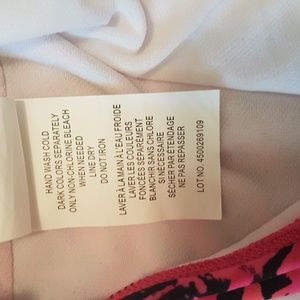 HAND WASH COLD
DARK COLORS SEPARATELY
ONLY NON-CHLORINE BLEACH
WHEN NEEDED
LINE DRY
DO NOT IRON
LAVER À LA MAIN À L'EAU FROIDE
LAVER LES COULEURS
FONCÉES SÉPARÉMENT
BLANCHIR SANS CHLORE
SI NÉCESSAIRE
SÉCHER PAR ÉTENDAGE
NE PAS REPASSER
LOT NO. 4500269109